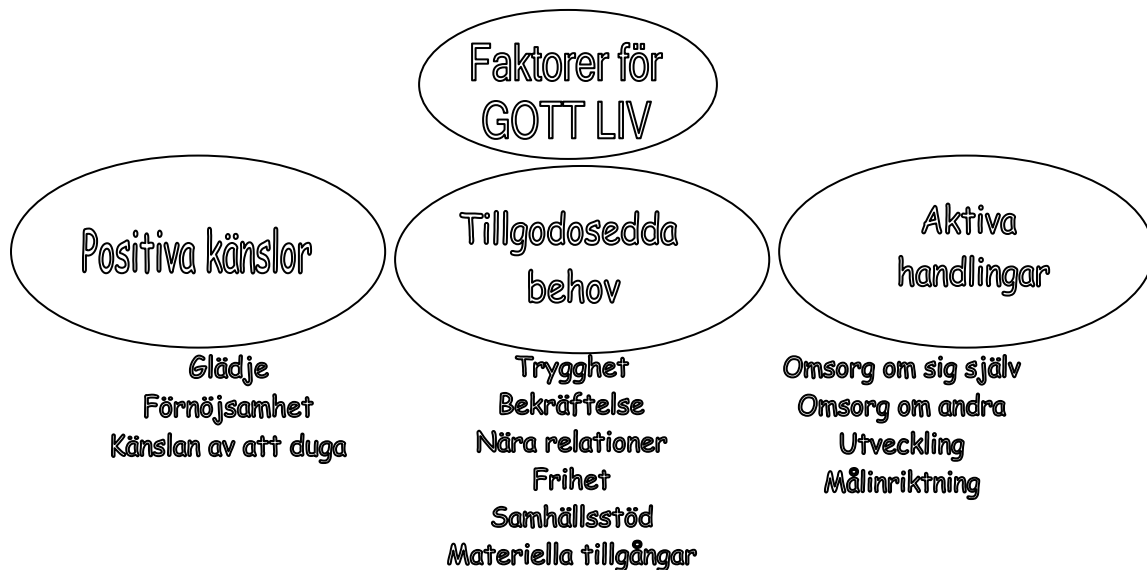 Faktorer för
GOTT LIV
Positiva känslor
Glädje
Förnöjsamhet
Känslan av att duga
Tillgodosedda
behov
Trygghet
Bekräftelse
Nära relationer
Frihet
Samhällsstöd
Materiella tillgångar
Aktiva
handlingar
Omsorg om sig själv
Omsorg om andra
Utveckling
Målinriktning